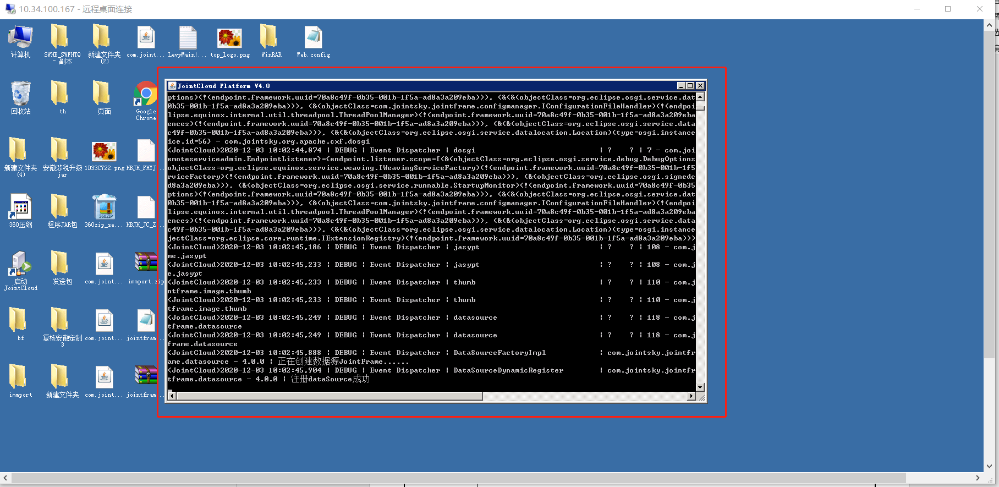 10.34.100.167 - 远程桌面连接
计算机
SWHB_SWFHTQ - 副本
新建文件夹 (2)
com.joint...
LevyMain!...
top_logo.png
WinRAR
Web.config
回收站
th
页面
Google Chrome
新建文件夹 (4)
安徽涉税升级jar
1D33C722.png
HBJH_FHYJ...
360压缩
程序JAR包
360zip_se...
HBJH_JC_Z...
启动 JointCloud
发送包
com.joint...
immport.zip
bf
复核安徽定制3
com.joint...
jointfram...
immport
新建文件夹
com.joint...
jointfram...
JointCloud Platform V4.0
ptions)(!(endpoint.framework.uuid=70a8c49f-0b35-001b-1f5a-ad8a3a209eba))), (&(&(objectClass=org.eclipse.osgi.service.dat
0b35-001b-1f5a-ad8a3a209eba))), (&(objectClass=com.jointsky.jointframe.configmanager.IConfigurationFileHandler)(!(endpoi
lipse.equinox.internal.util.threadpool.ThreadPoolManager)(!(endpoint.framework.uuid=70a8c49f-0b35-001b-1f5a-ad8a3a209eba
ences)(!(endpoint.framework.uuid=70a8c49f-0b35-001b-1f5a-ad8a3a209eba))), (&(&(objectClass=org.eclipse.osgi.service.data
c49f-0b35-001b-1f5a-ad8a3a209eba))), (&(&(objectClass=org.eclipse.osgi.service.datalocation.Location)(type=osgi.instance
ice.id=56} - com.jointsky.org.apache.cxf.dosgi
<JointCloud>2020-12-03 10:02:44,874 | DEBUG | Event Dispatcher | dosgi | ? ? | 7 - com.joi
emoteserviceadmin.EndpointListener}={endpoint.listener.scope=[(&(objectClass=org.eclipse.osgi.service.debug.DebugOptions
objectClass=org.eclipse.equinox.service.weaving.IWeavingServiceFactory)(!(endpoint.framework.uuid=70a8c49f-0b35-001b-1f5
rviceFactory)(!(endpoint.framework.uuid=70a8c49f-0b35-001b-1f5a-ad8a3a209eba))), (&(objectClass=org.eclipse.osgi.signedc
d8a3a209eba))), (&(objectClass=org.eclipse.osgi.service.runnable.StartupMonitor)(!(endpoint.framework.uuid=70a8c49f-0b35
ptions)(!(endpoint.framework.uuid=70a8c49f-0b35-001b-1f5a-ad8a3a209eba))), (&(&(objectClass=org.eclipse.osgi.service.dat
0b35-001b-1f5a-ad8a3a209eba))), (&(objectClass=com.jointsky.jointframe.configmanager.IConfigurationFileHandler)(!(endpoi
lipse.equinox.internal.util.threadpool.ThreadPoolManager)(!(endpoint.framework.uuid=70a8c49f-0b35-001b-1f5a-ad8a3a209eba
ences)(!(endpoint.framework.uuid=70a8c49f-0b35-001b-1f5a-ad8a3a209eba))), (&(&(objectClass=org.eclipse.osgi.service.data
c49f-0b35-001b-1f5a-ad8a3a209eba))), (&(&(objectClass=org.eclipse.osgi.service.datalocation.Location)(type=osgi.instance
jectClass=org.eclipse.core.runtime.IExtensionRegistry)(!(endpoint.framework.uuid=70a8c49f-0b35-001b-1f5a-ad8a3a209eba)))
<JointCloud>2020-12-03 10:02:45,186 | DEBUG | Event Dispatcher | jasypt | ? ? | 108 - com.j
me.jasypt
<JointCloud>2020-12-03 10:02:45,233 | DEBUG | Event Dispatcher | jasypt | ? ? | 108 - com.j
e.jasypt
<JointCloud>2020-12-03 10:02:45,233 | DEBUG | Event Dispatcher | thumb | ? ? | 110 - com.j
ntframe.image.thumb
<JointCloud>2020-12-03 10:02:45,233 | DEBUG | Event Dispatcher | thumb | ? ? | 110 - com.j
tframe.image.thumb
<JointCloud>2020-12-03 10:02:45,249 | DEBUG | Event Dispatcher | datasource | ? ? | 118 - com.j
tframe.datasource
<JointCloud>2020-12-03 10:02:45,249 | DEBUG | Event Dispatcher | datasource | ? ? | 118 - com.j
frame.datasource
<JointCloud>2020-12-03 10:02:45,888 | DEBUG | Event Dispatcher | DataSourceFactoryImpl | com.jointsky.jointfr
ame.datasource - 4.0.0 | 正在创建数据源JointFrame......
<JointCloud>2020-12-03 10:02:45,904 | DEBUG | Event Dispatcher | DataSourceDynamicRegister | com.jointsky.jointf
tframe.datasource - 4.0.0 | 注册dataSource成功